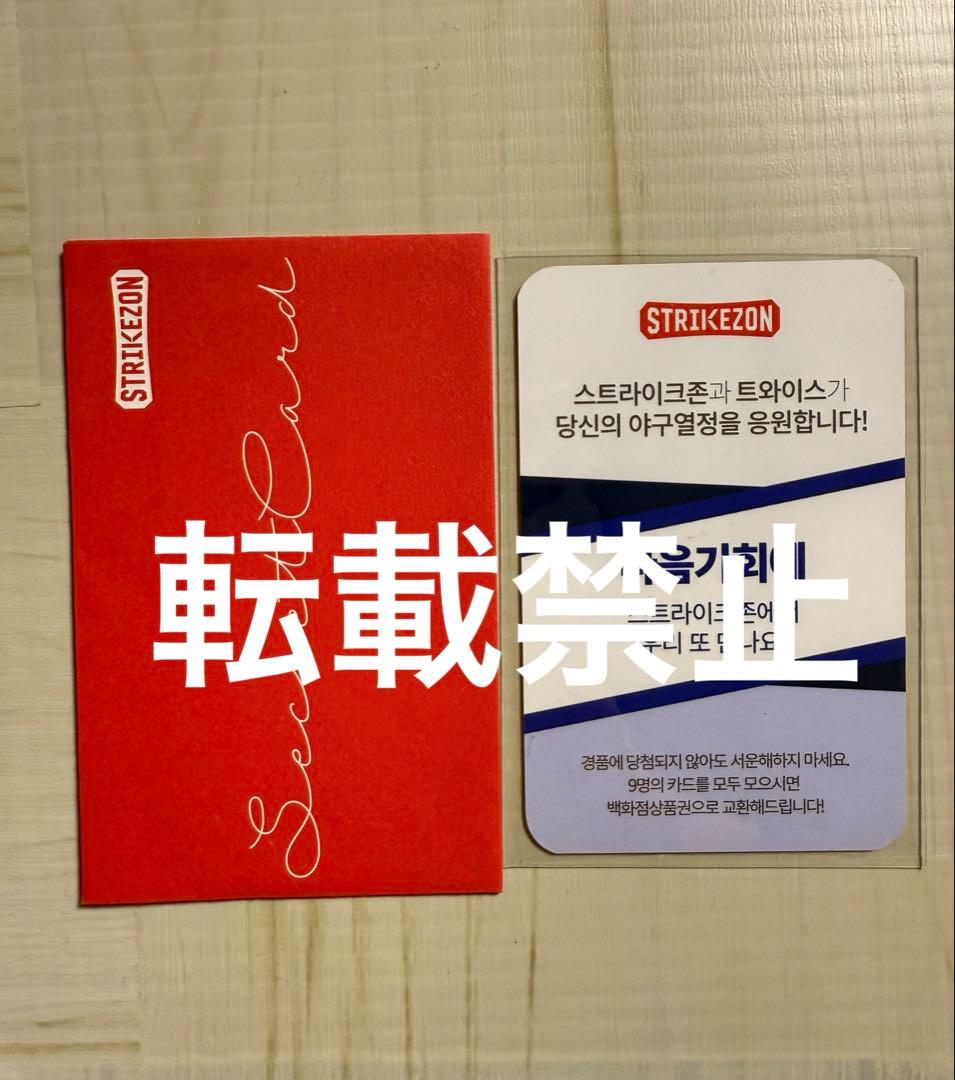 STRIKEZON
Secret Card
STRIKEZON
스트라이크존과 트와이스가
당신의 야구열정을 응원합니다!
転載禁止
또
경품에 당첨되지 않아도 서운해하지 마세요.
9명의 카드를 모두 모으시면
백화점상품권으로 교환해드립니다!